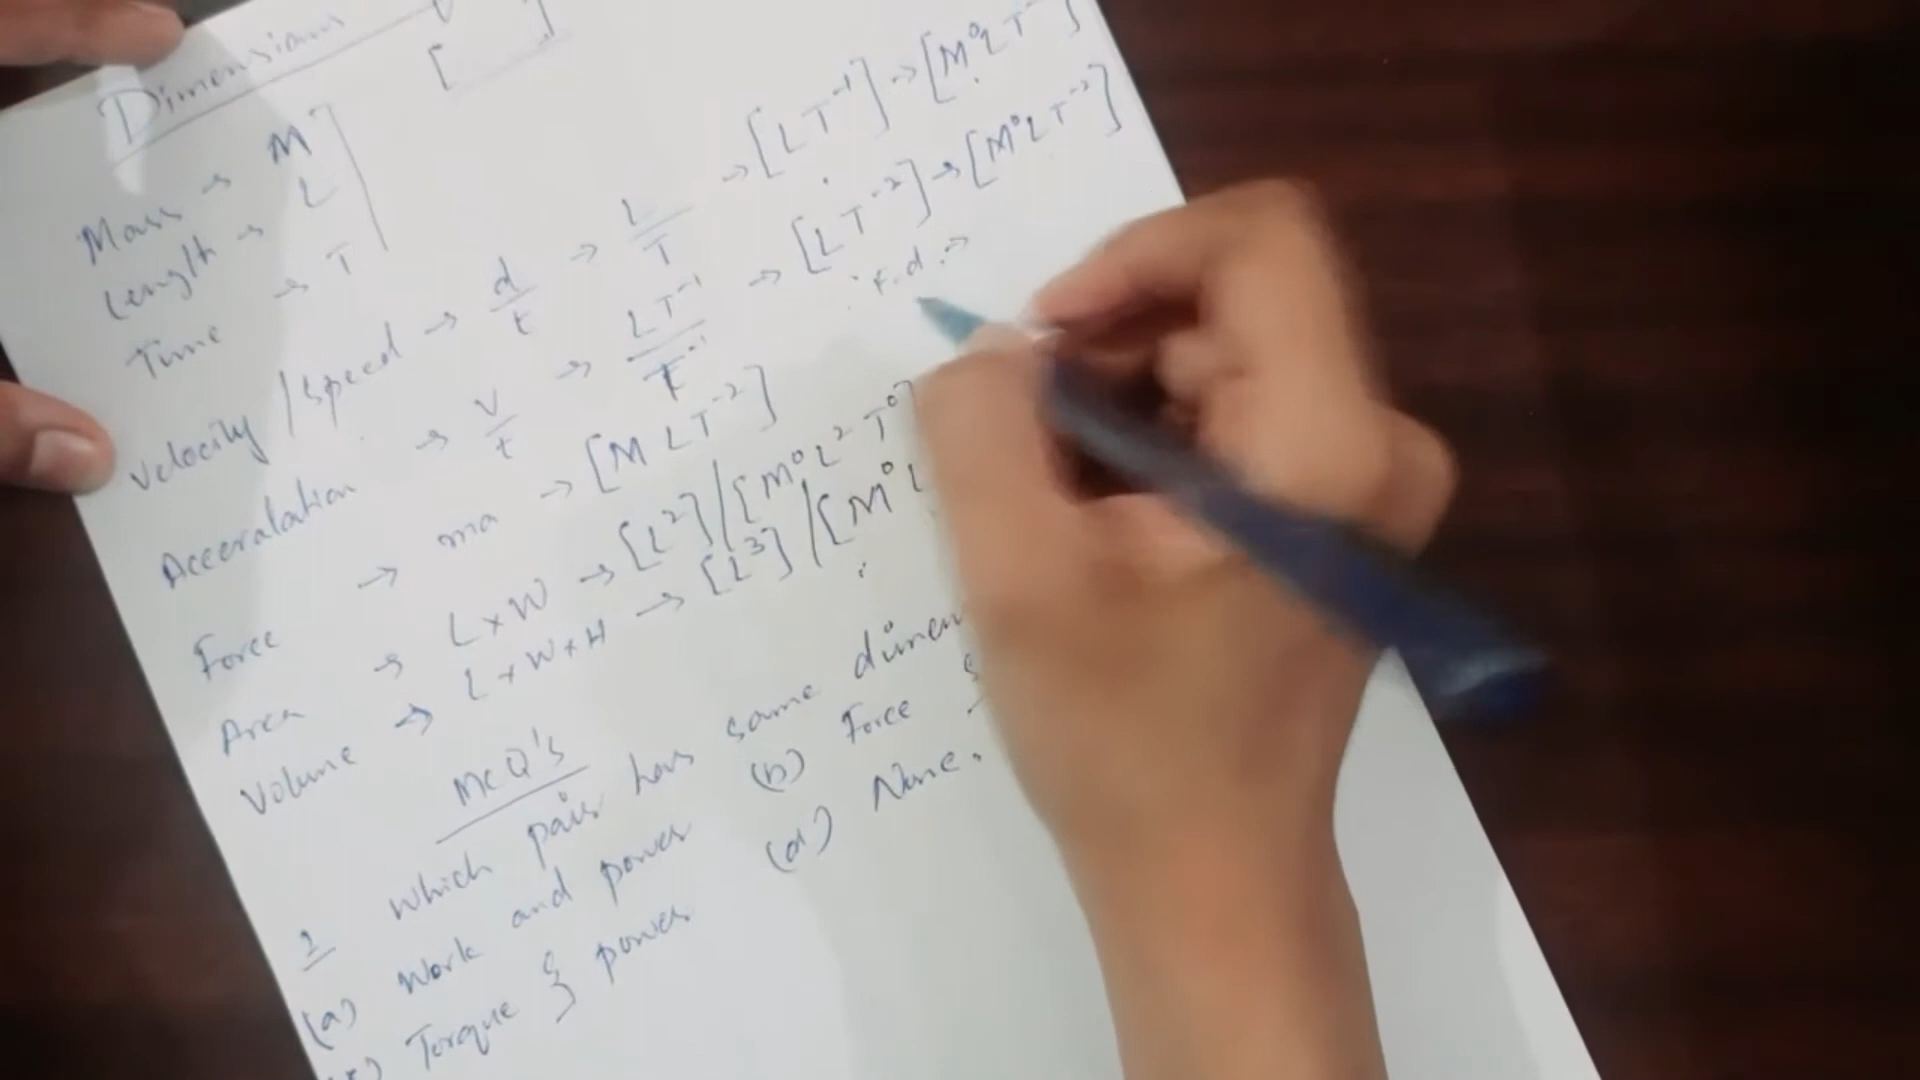 Dimensions
[ ]
Mass → M
Length → L
Time → T
Velocity / speed → d/t → L/T → [LT⁻¹] → [M⁰LT⁻¹]
Acceralation → v/t → LT⁻¹/T⁻¹ → [LT⁻²] → [M⁰LT⁻²]
F.d →
Force → ma → [MLT⁻²]
Area → L×W → [L²] / [M⁰L²T⁰]
Volume → L×W×H → [L³] / [M⁰L
MCQ's
1 Which pair has same dimen
(a) Work and power (b) Force &
Torque & power (d) None.